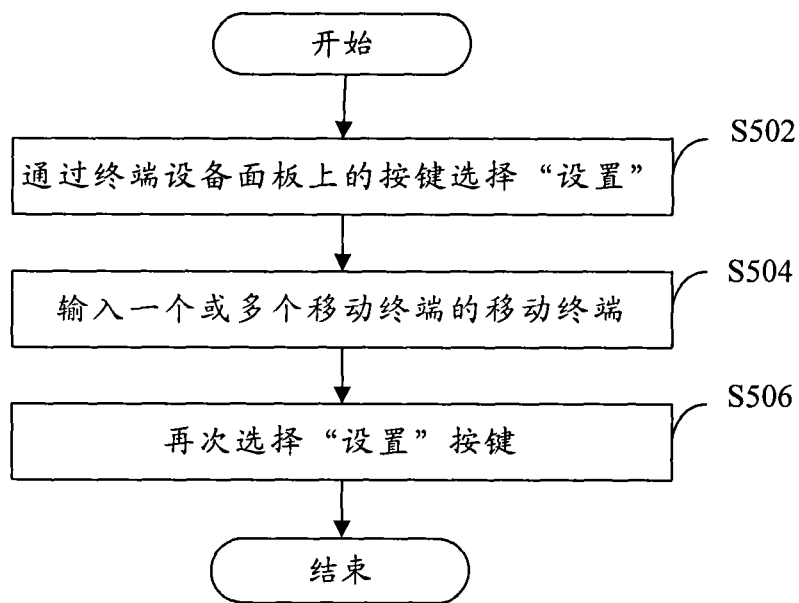 开始
S502
通过终端设备面板上的按键选择“设置”
S504
输入一个或多个移动终端的移动终端
S506
再次选择“设置”按键
结束